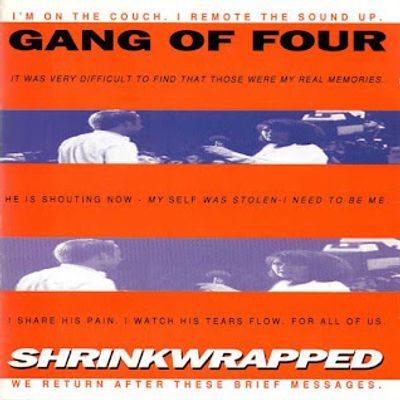 I'M ON THE COUCH. I REMOTE THE SOUND UP.
GANG OF FOUR
IT WAS VERY DIFFICULT TO FIND THAT THOSE WERE MY REAL MEMORIES.
HE IS SHOUTING NOW - MY SELF WAS STOLEN-I NEED TO BE ME.
I SHARE HIS PAIN. I WATCH HIS TEARS FLOW. FOR ALL OF US.
SHRINKWRAPPED
WE RETURN AFTER THESE BRIEF MESSAGES.